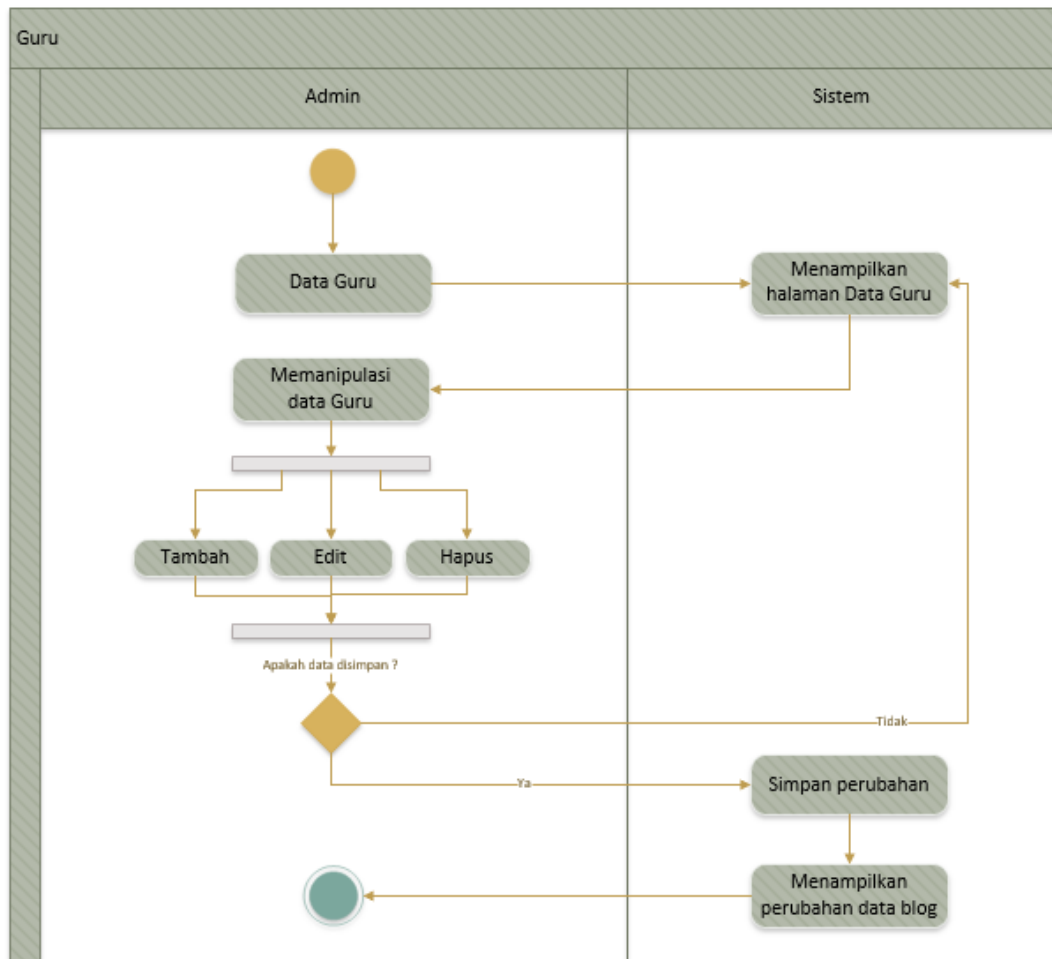 Guru
Admin
Sistem
Data Guru
Menampilkan
halaman Data Guru
Memanipulasi
data Guru
Tambah
Edit
Hapus
Apakah data disimpan ?
Tidak
Ya
Simpan perubahan
Menampilkan
perubahan data blog